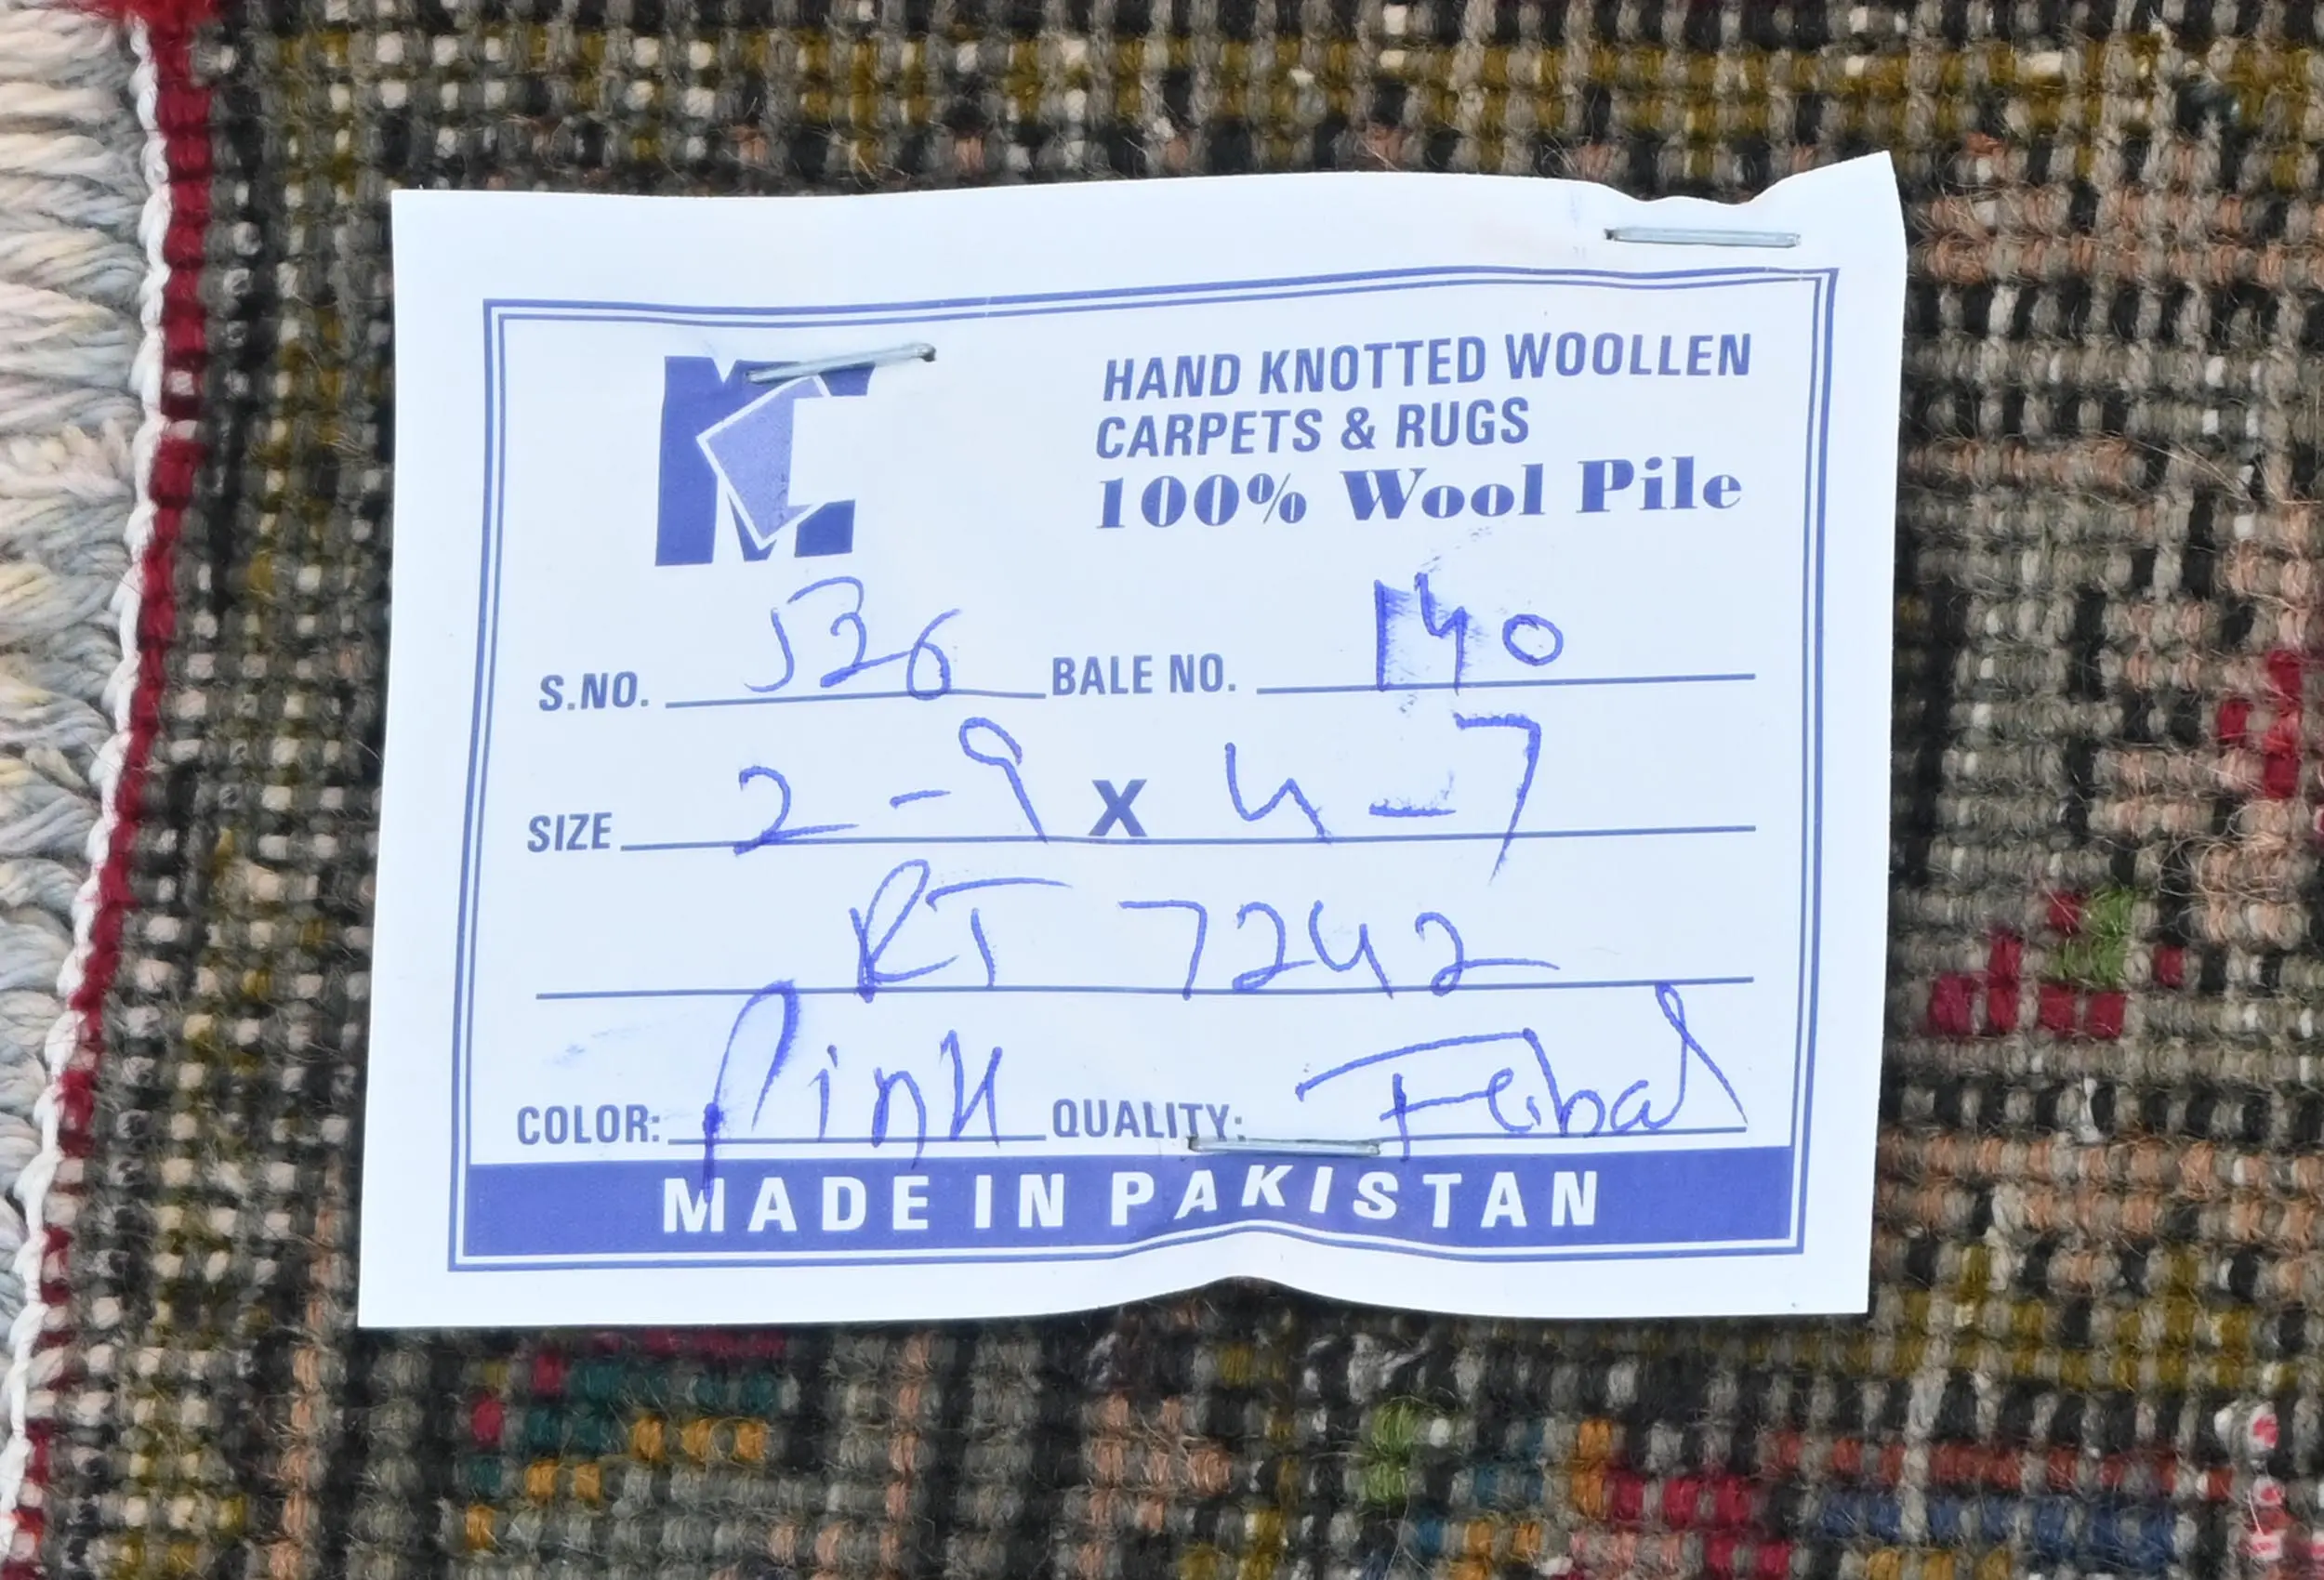 MC
HAND KNOTTED WOOLLEN
CARPETS & RUGS
100% Wool Pile
S.NO. 526 BALE NO. 140
SIZE 2-9 X 4-7
RT 7242
COLOR: Pink QUALITY:
MADE IN PAKISTAN